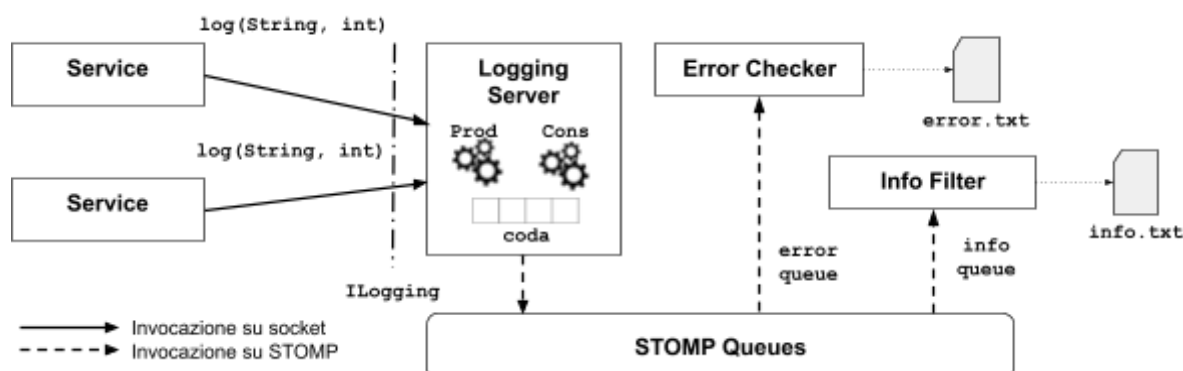 log(String, int)
Service
Logging
Server
Prod
Cons
coda
Error Checker
error.txt
log(String, int)
Service
Info Filter
info.txt
error
queue
info
queue
ILogging
Invocazione su socket
Invocazione su STOMP
STOMP Queues